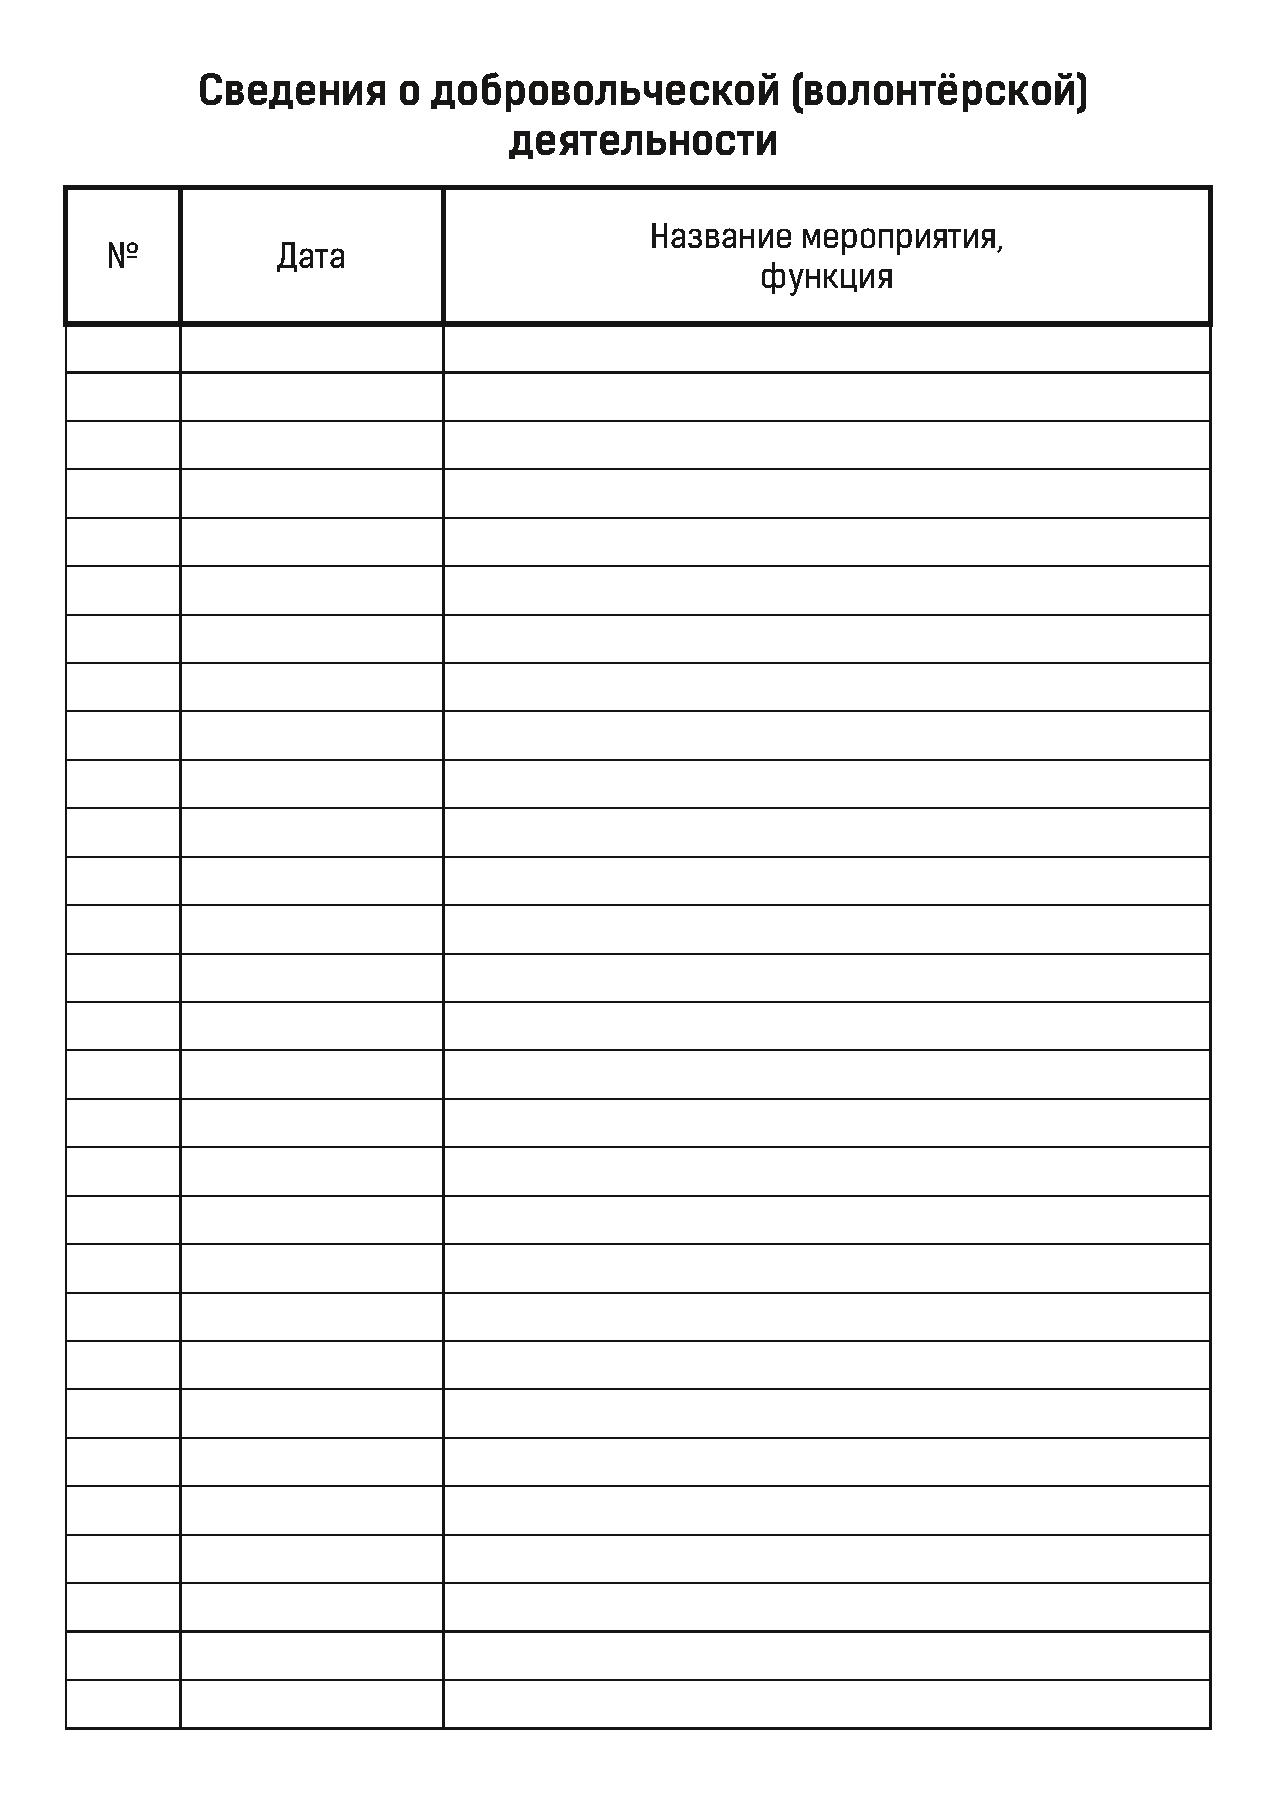 Сведения о добровольческой (волонтёрской)
деятельности
№
Дата
Название мероприятия,
функция